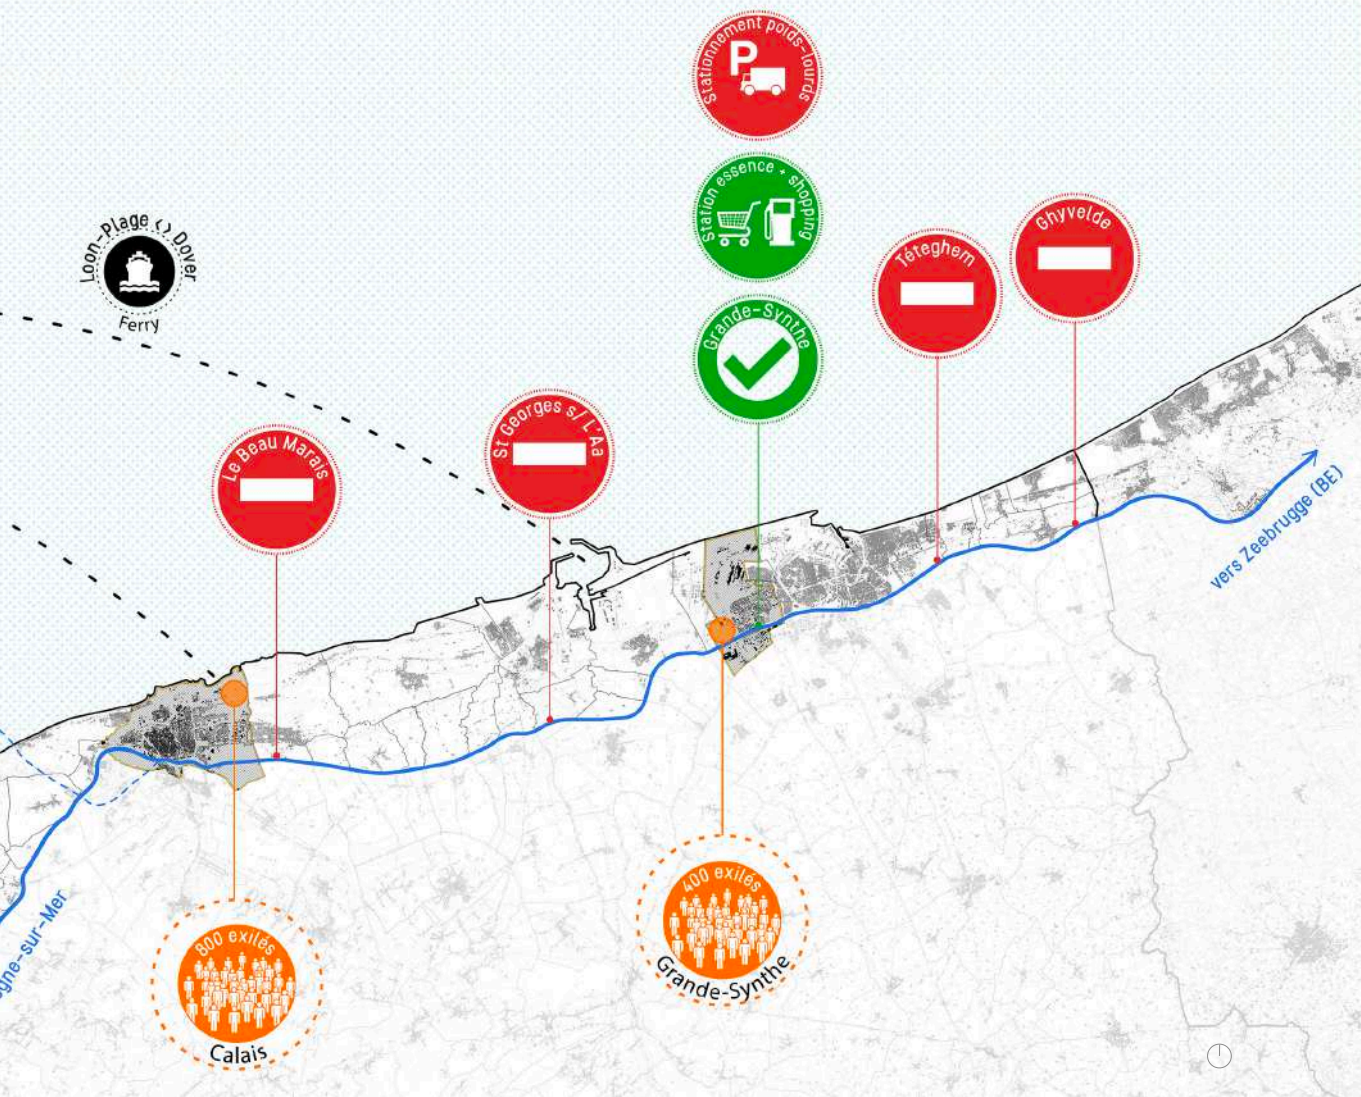 Stationnement poids-lourds
P
Station essence + shopping
Grande-Synthe
Téteghem
Ghyvelde
Loon-Plage <> Dover
Ferry
St Georges s/ L'Aa
Le Beau Marais
vers Zeebrugge (BE)
ogne-sur-Mer
400 exilés
Grande-Synthe
800 exilés
Calais